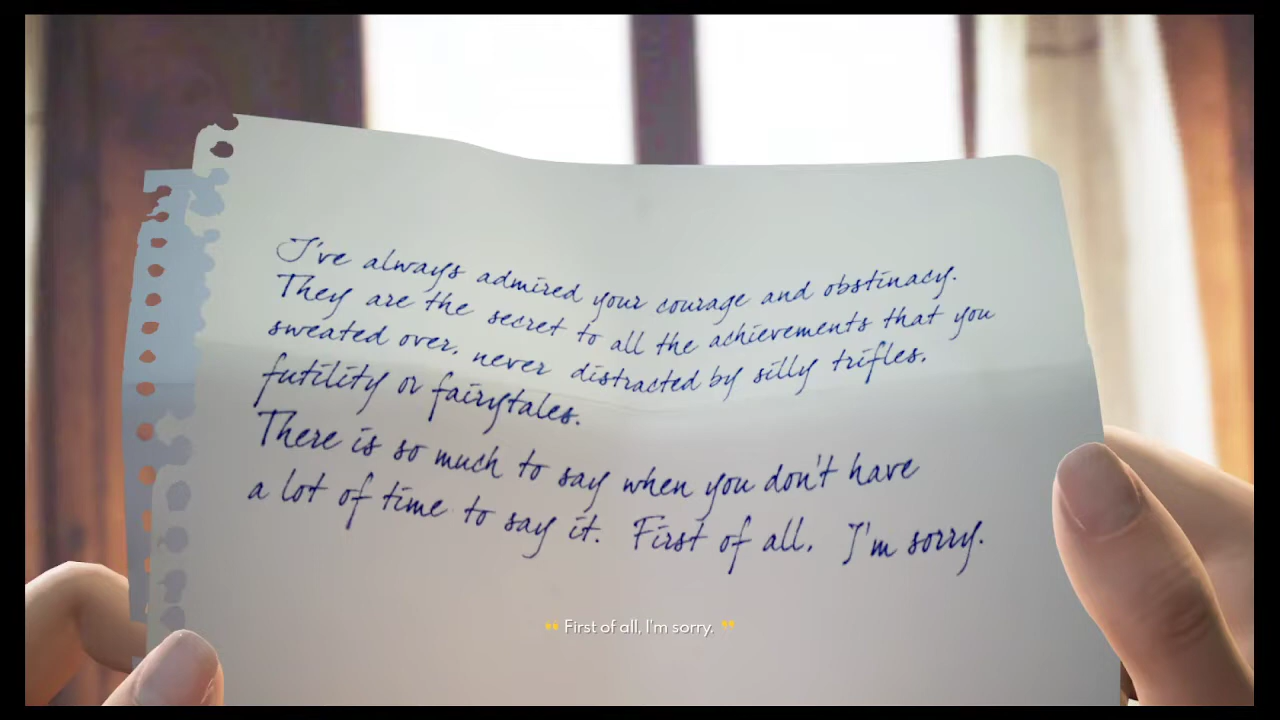 I've always admired your courage and obstinacy.
They are the secret to all the achievements that you
sweated over, never distracted by silly trifles,
futility or fairytales.
There is so much to say when you don't have
a lot of time to say it. First of all, I'm sorry.
First of all, I'm sorry.